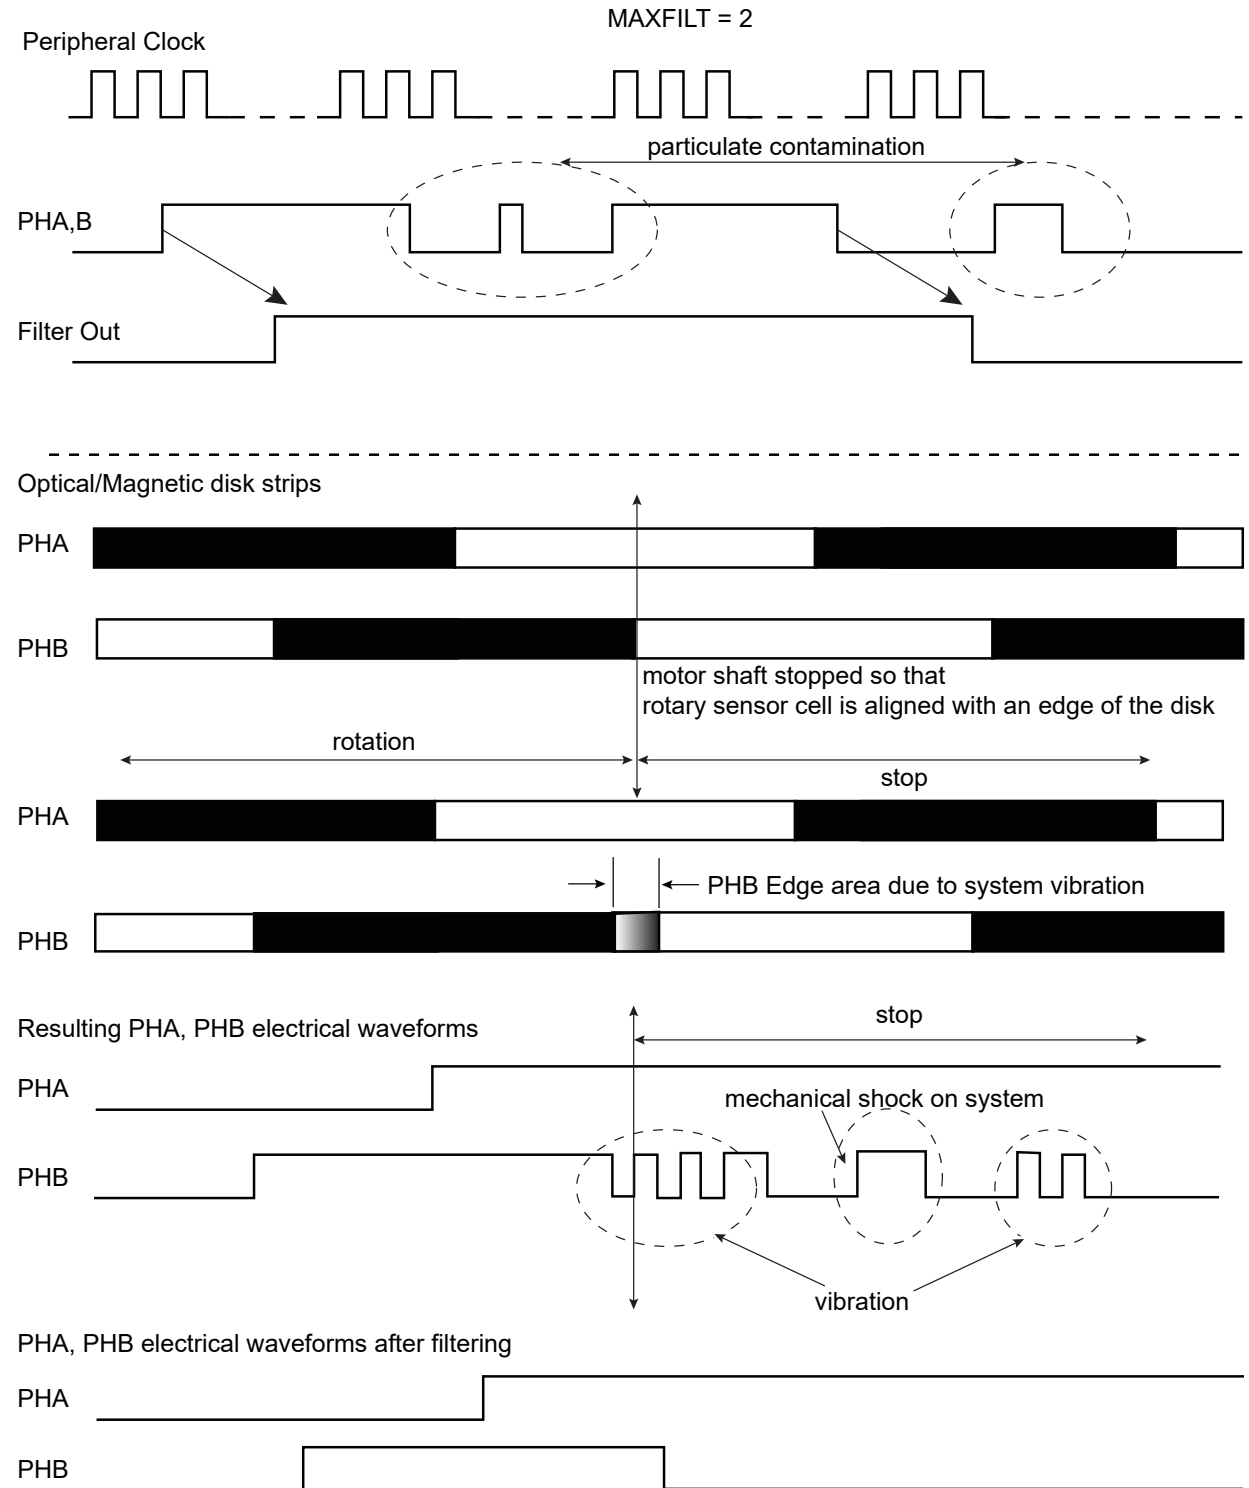 MAXFILT = 2
Peripheral Clock
particulate contamination
PHA,B
Filter Out
Optical/Magnetic disk strips
PHA
PHB
motor shaft stopped so that
rotary sensor cell is aligned with an edge of the disk
rotation
stop
PHA
PHB Edge area due to system vibration
PHB
Resulting PHA, PHB electrical waveforms
stop
PHA
mechanical shock on system
PHB
vibration
PHA, PHB electrical waveforms after filtering
PHA
PHB